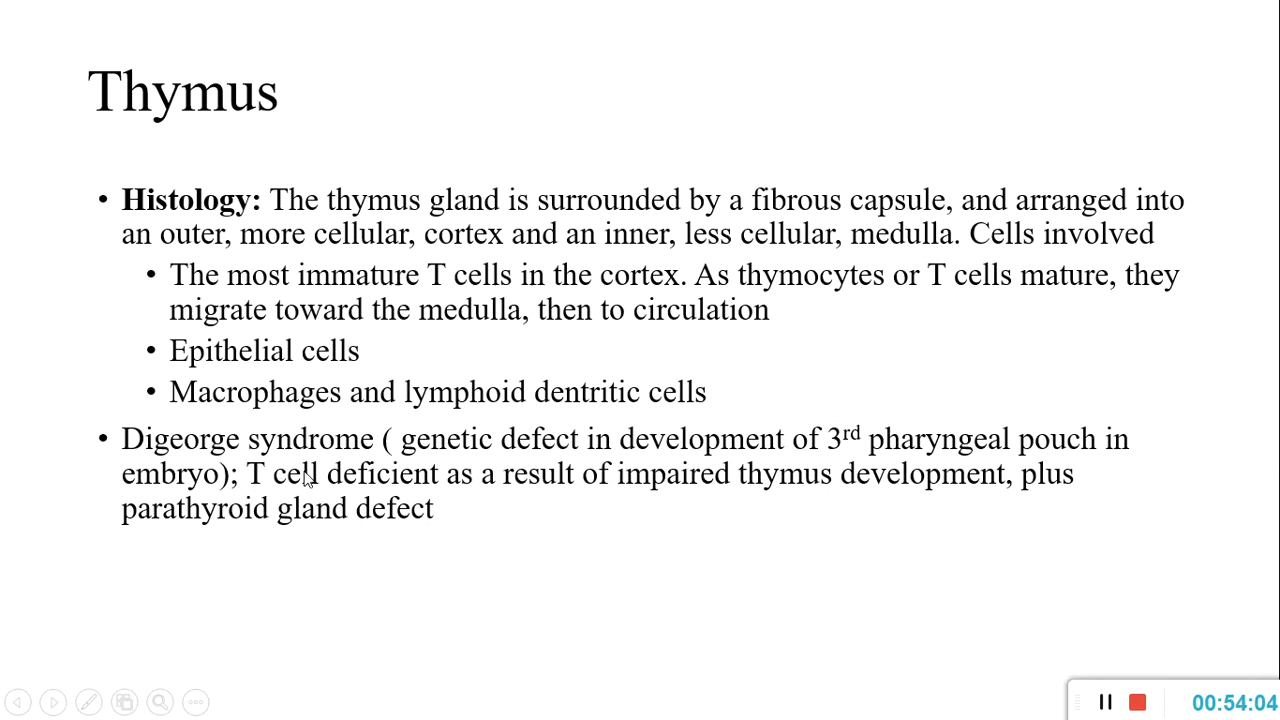 Thymus
• Histology: The thymus gland is surrounded by a fibrous capsule, and arranged into
an outer, more cellular, cortex and an inner, less cellular, medulla. Cells involved
• The most immature T cells in the cortex. As thymocytes or T cells mature, they
migrate toward the medulla, then to circulation
• Epithelial cells
• Macrophages and lymphoid dentritic cells
• Digeorge syndrome ( genetic defect in development of 3rd pharyngeal pouch in
embryo); T cell deficient as a result of impaired thymus development, plus
parathyroid gland defect
00:54:04